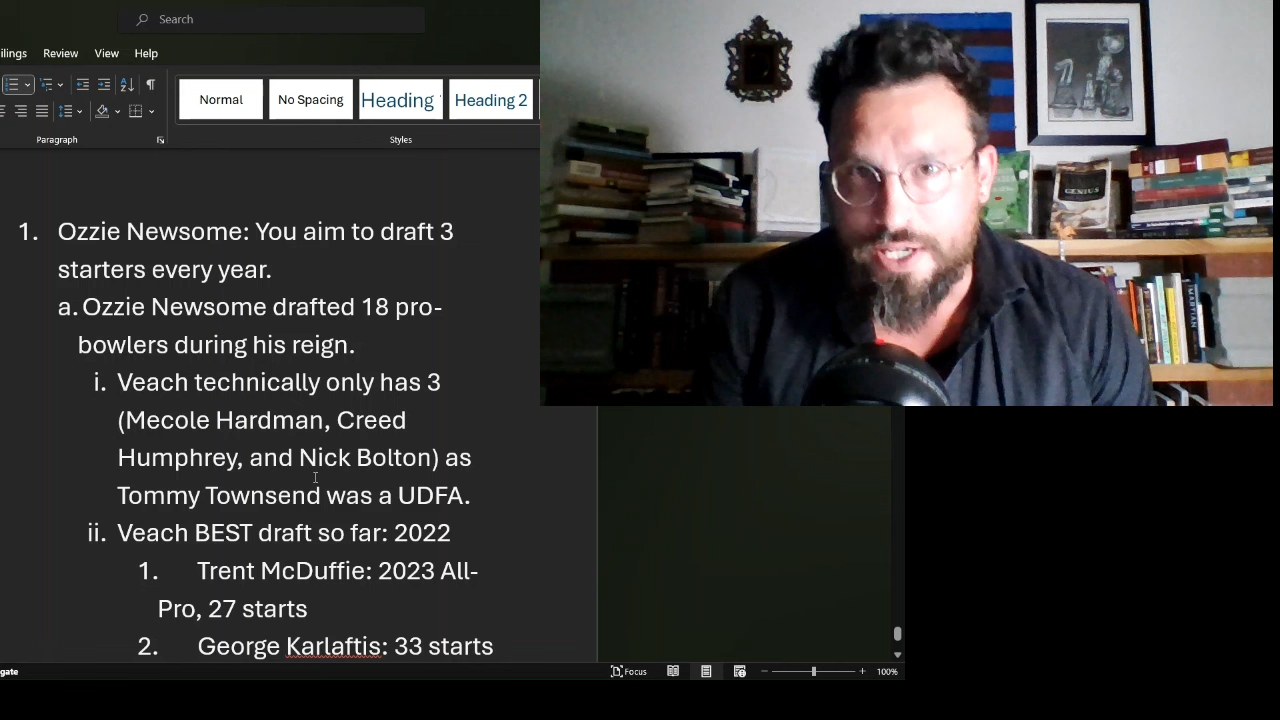 Search
ilings Review View Help
Normal No Spacing Heading Heading 2
Paragraph Styles
1. Ozzie Newsome: You aim to draft 3
starters every year.
a. Ozzie Newsome drafted 18 pro-
bowlers during his reign.
i. Veach technically only has 3
(Mecole Hardman, Creed
Humphrey, and Nick Bolton) as
Tommy Townsend was a UDFA.
ii. Veach BEST draft so far: 2022
1. Trent McDuffie: 2023 All-
Pro, 27 starts
2. George Karlaftis: 33 starts
gate Focus 100%
GENIUS
MARTIAN